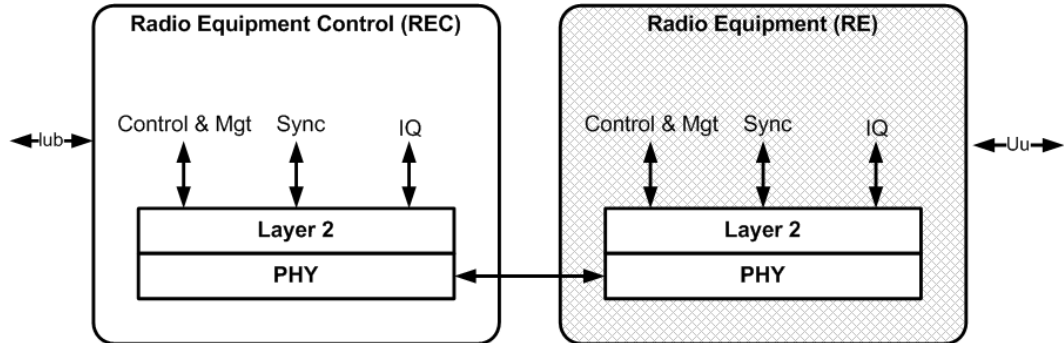 Radio Equipment Control (REC)
Radio Equipment (RE)
Control & Mgt Sync IQ
Control & Mgt Sync IQ
Iub
Uu
Layer 2
Layer 2
PHY
PHY